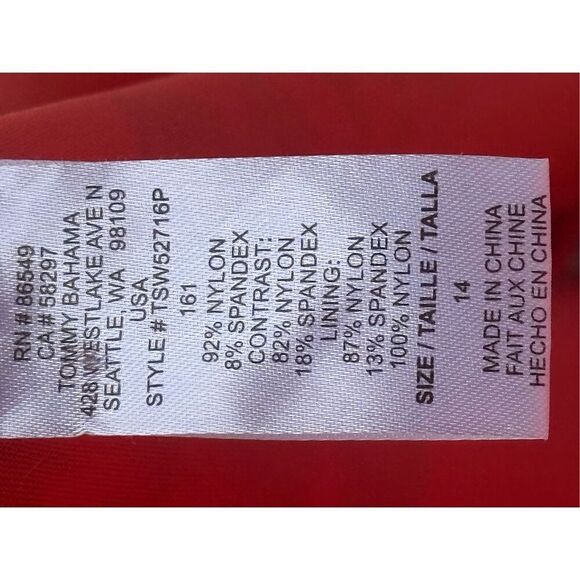 RN # 86549
CA # 58297
TOMMY BAHAMA
428 WESTLAKE AVE N
SEATTLE, WA 98109
USA
STYLE # TSW52716P
161
92% NYLON
8% SPANDEX
CONTRAST:
82% NYLON
18% SPANDEX
LINING:
87% NYLON
13% SPANDEX
100% NYLON
SIZE / TAILLE / TALLA
14
MADE IN CHINA
FAIT AUX CHINE
HECHO EN CHINA